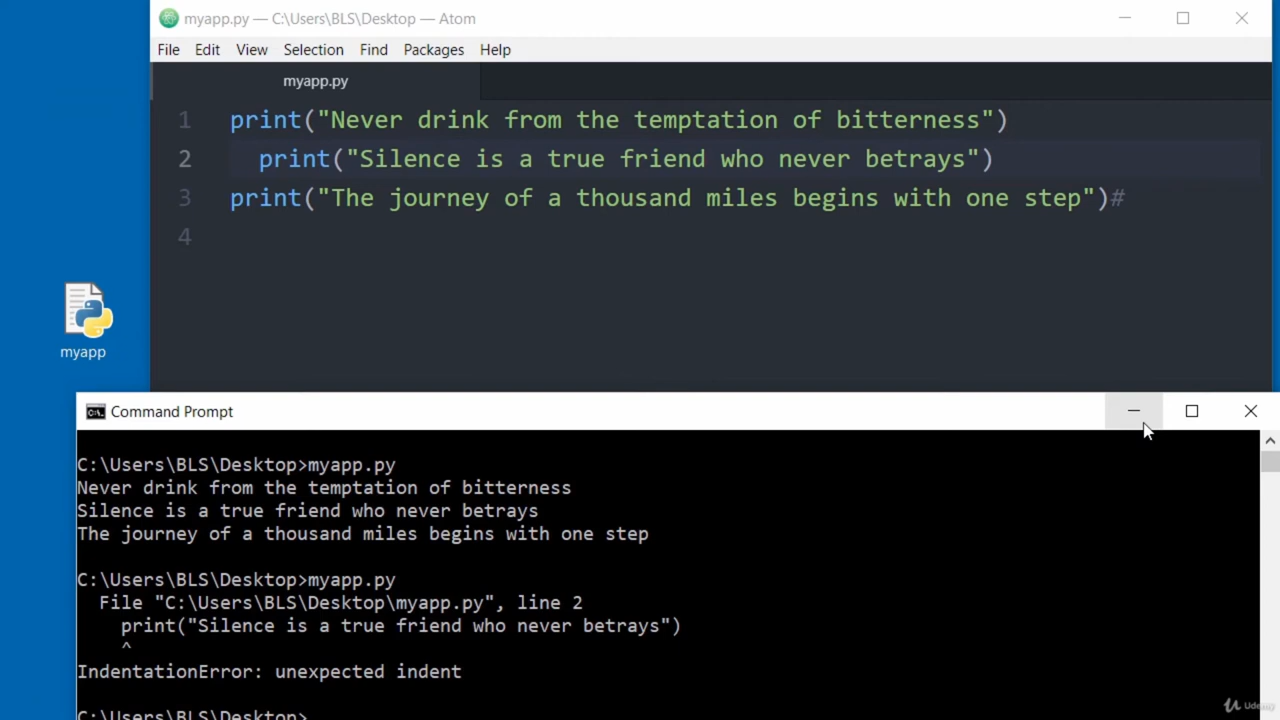 myapp.py — C:\Users\BLS\Desktop — Atom
File Edit View Selection Find Packages Help
myapp.py
1 print("Never drink from the temptation of bitterness")
2 print("Silence is a true friend who never betrays")
3 print("The journey of a thousand miles begins with one step")#
4
myapp
Command Prompt
C:\Users\BLS\Desktop>myapp.py
Never drink from the temptation of bitterness
Silence is a true friend who never betrays
The journey of a thousand miles begins with one step
C:\Users\BLS\Desktop>myapp.py
File "C:\Users\BLS\Desktop\myapp.py", line 2
print("Silence is a true friend who never betrays")
^
IndentationError: unexpected indent
C:\Users\BLS\Desktop>
Udemy